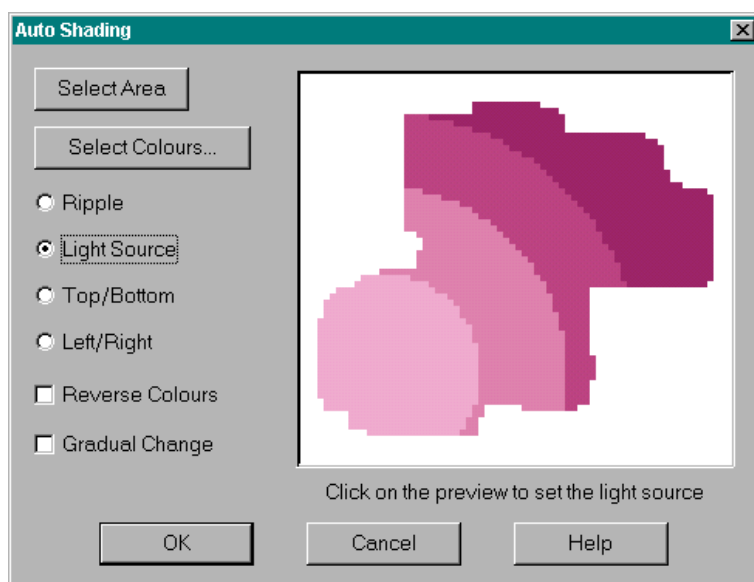 Auto Shading
Select Area
Select Colours...
Ripple
Light Source
Top/Bottom
Left/Right
Reverse Colours
Gradual Change
Click on the preview to set the light source
OK
Cancel
Help